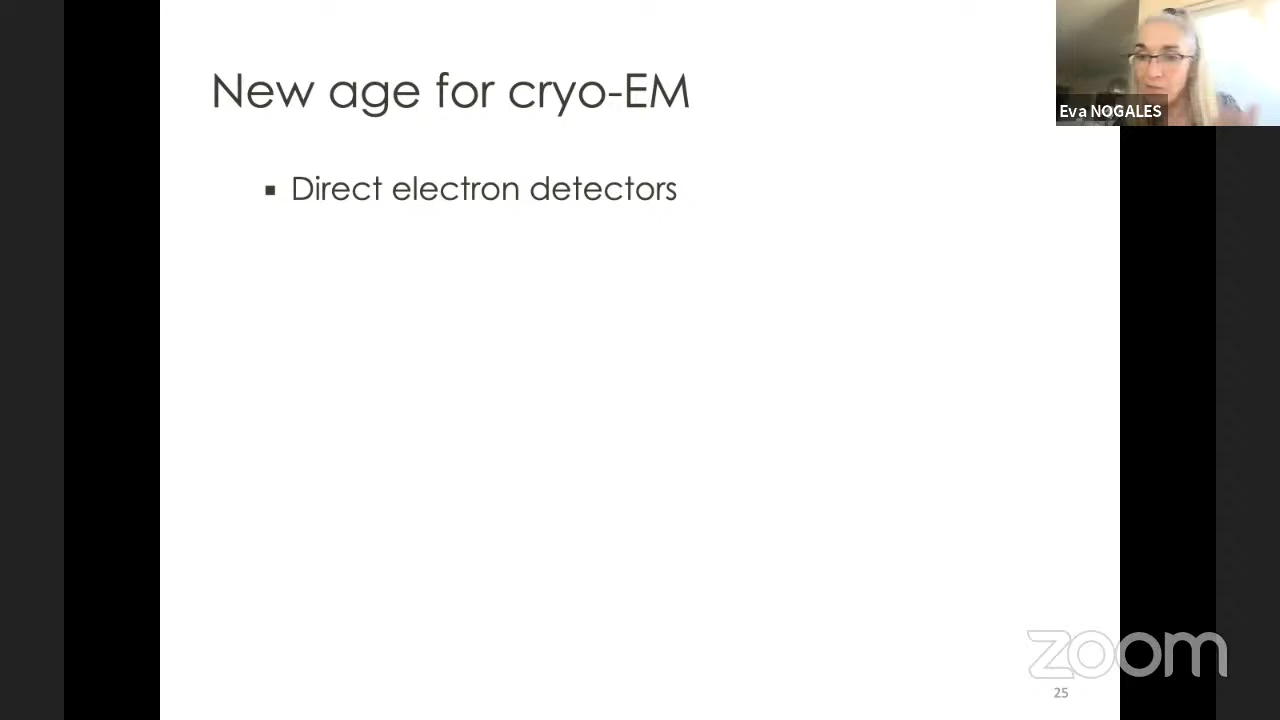 New age for cryo-EM
Eva NOGALES
▪ Direct electron detectors
zoom
25